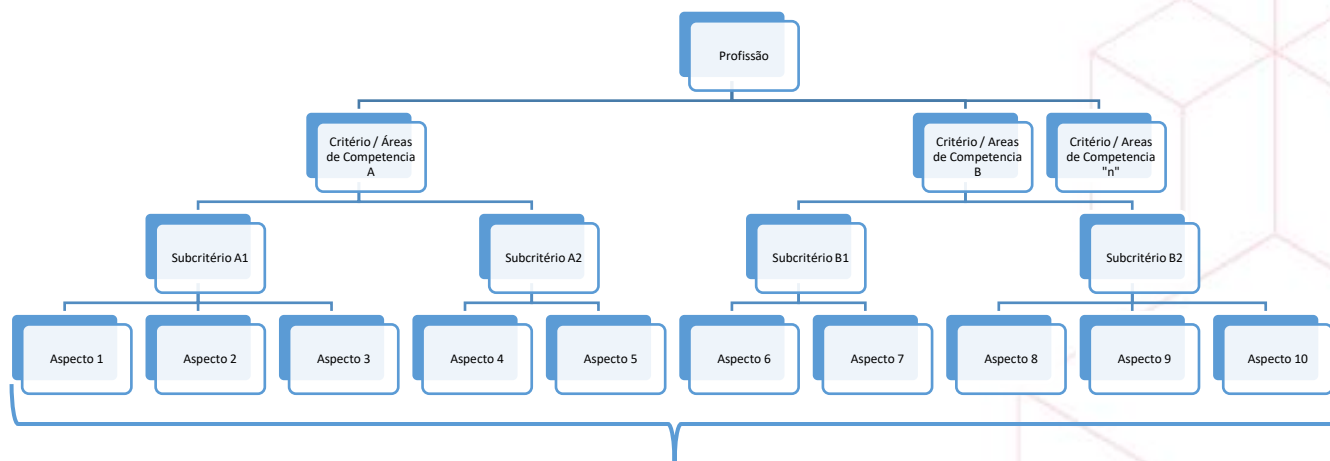 Profissão
Critério / Áreas
de Competencia
A
Critério / Areas
de Competencia
B
Critério / Areas
de Competencia
"n"
Subcritério A1
Subcritério A2
Subcritério B1
Subcritério B2
Aspecto 1
Aspecto 2
Aspecto 3
Aspecto 4
Aspecto 5
Aspecto 6
Aspecto 7
Aspecto 8
Aspecto 9
Aspecto 10